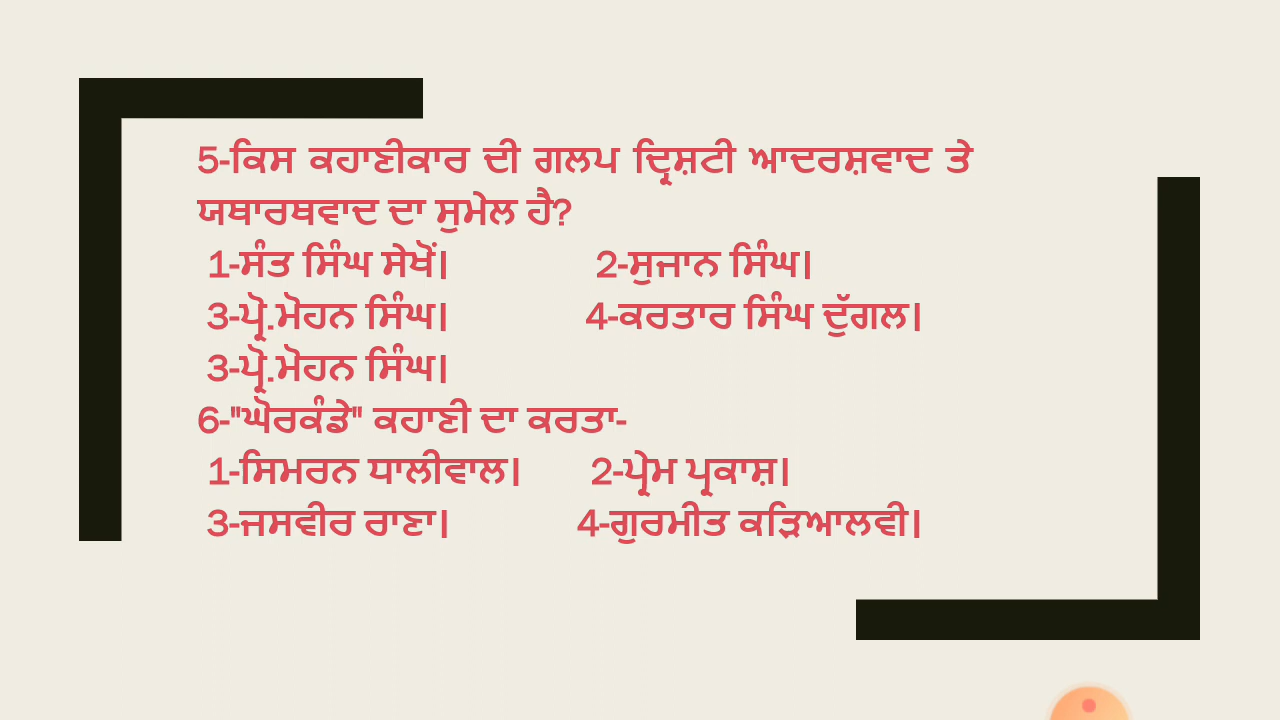 5-ਕਿਸ ਕਹਾਣੀਕਾਰ ਦੀ ਗਲਪ ਦ੍ਰਿਸ਼ਟੀ ਆਦਰਸ਼ਵਾਦ ਤੇ
ਯਥਾਰਥਵਾਦ ਦਾ ਸੁਮੇਲ ਹੈ?
1-ਸੰਤ ਸਿੰਘ ਸੇਖੋਂ। 2-ਸੁਜਾਨ ਸਿੰਘ।
3-ਪ੍ਰੋ.ਮੋਹਨ ਸਿੰਘ। 4-ਕਰਤਾਰ ਸਿੰਘ ਦੁੱਗਲ।
3-ਪ੍ਰੋ.ਮੋਹਨ ਸਿੰਘ।
6-"ਘੋਰਕੰਡੇ" ਕਹਾਣੀ ਦਾ ਕਰਤਾ-
1-ਸਿਮਰਨ ਧਾਲੀਵਾਲ। 2-ਪ੍ਰੇਮ ਪ੍ਰਕਾਸ਼।
3-ਜਸਵੀਰ ਰਾਣਾ। 4-ਗੁਰਮੀਤ ਕੜਿਆਲਵੀ।